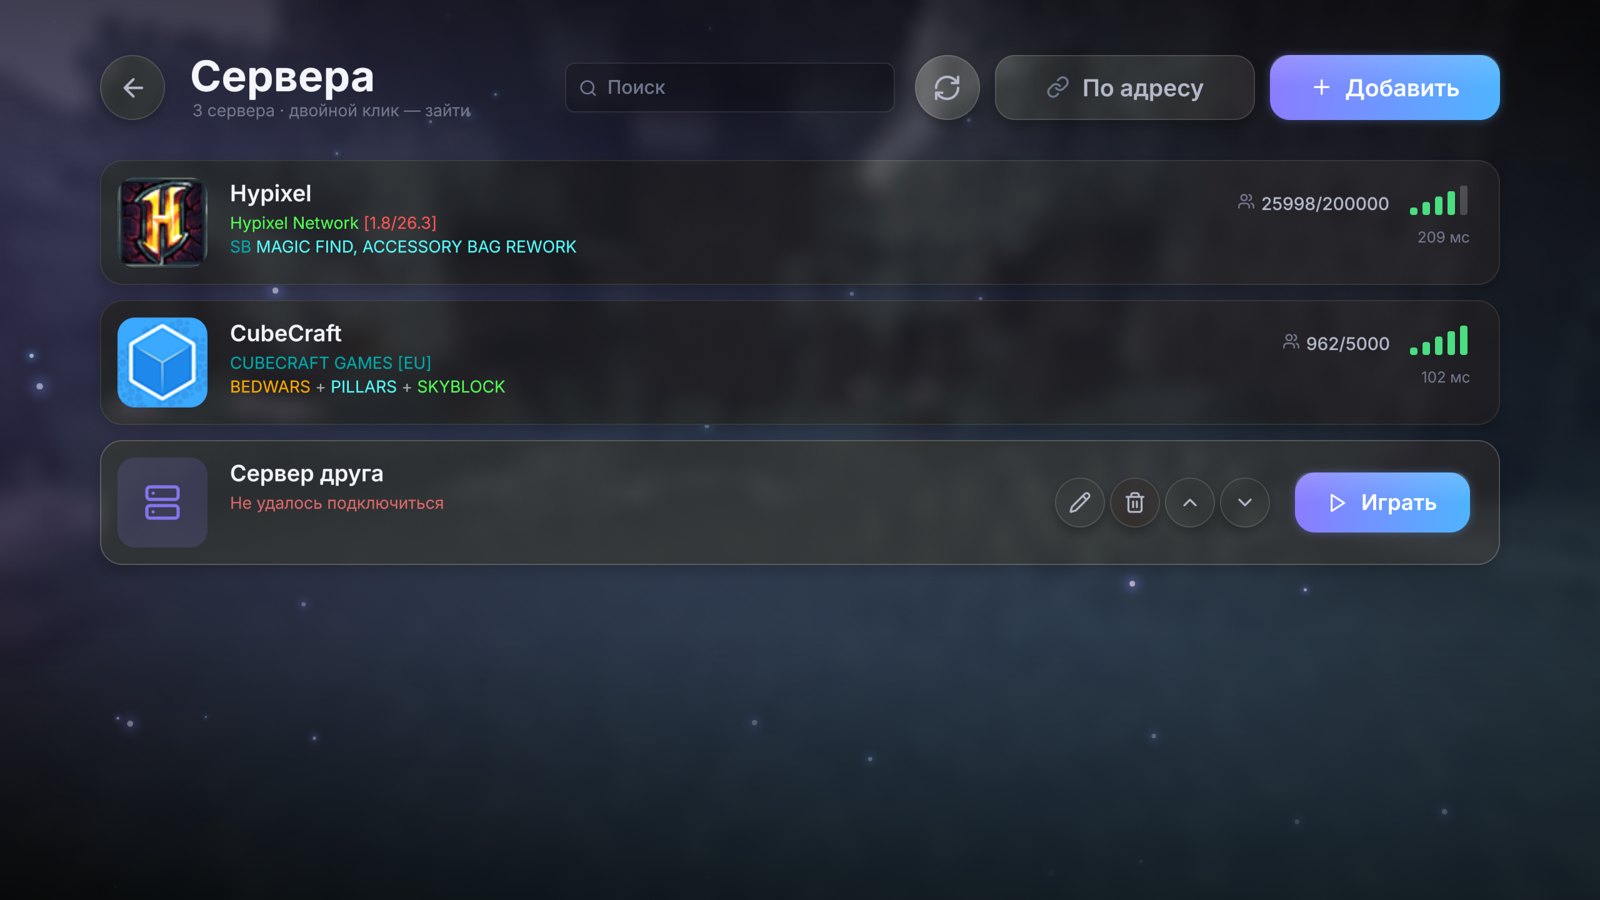 Сервера
3 сервера · двойной клик — зайти
Поиск
По адресу
+ Добавить
Hypixel
Hypixel Network [1.8/26.3]
SB MAGIC FIND, ACCESSORY BAG REWORK
25998/200000
209 мс
CubeCraft
CUBECRAFT GAMES [EU]
BEDWARS + PILLARS + SKYBLOCK
962/5000
102 мс
Сервер друга
Не удалось подключиться
Играть